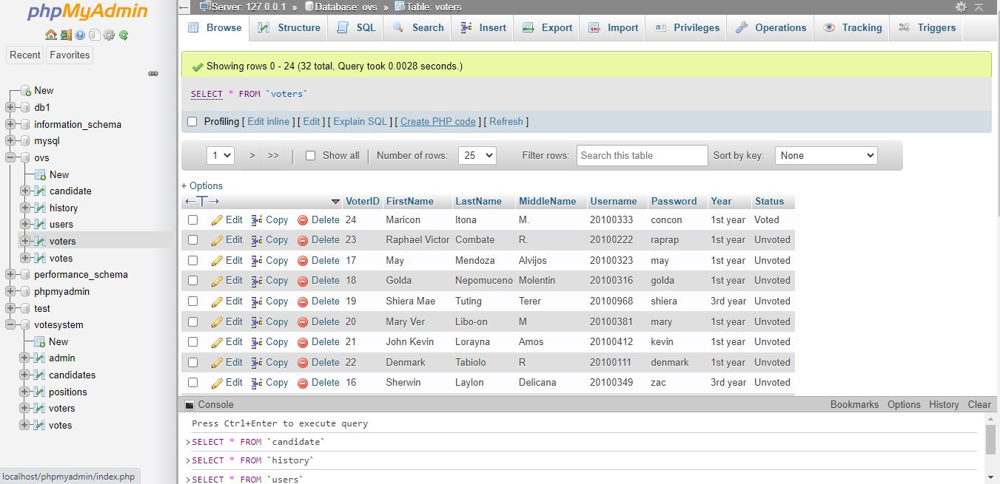 phpMyAdmin
Recent Favorites
New
db1
information_schema
mysql
ovs
New
candidate
history
users
voters
votes
performance_schema
phpmyadmin
test
votesystem
New
admin
candidates
positions
voters
votes
localhost/phpmyadmin/index.php
Server: 127.0.0.1 » Database: ovs » Table: voters
Browse Structure SQL Search Insert Export Import Privileges Operations Tracking Triggers
Showing rows 0 - 24 (32 total, Query took 0.0028 seconds.)
SELECT * FROM `voters`
Profiling [ Edit inline ] [ Edit ] [ Explain SQL ] [ Create PHP code ] [ Refresh ]
1 > >> | Show all | Number of rows: 25 Filter rows: Search this table Sort by key: None
+ Options
←T→ VoterID FirstName LastName MiddleName Username Password Year Status
Edit Copy Delete 24 Maricon Itona M. 20100333 concon 1st year Voted
Edit Copy Delete 23 Raphael Victor Combate R. 20100222 raprap 1st year Unvoted
Edit Copy Delete 17 May Mendoza Alvijos 20100323 may 1st year Unvoted
Edit Copy Delete 18 Golda Nepomuceno Molentin 20100316 golda 1st year Unvoted
Edit Copy Delete 19 Shiera Mae Tuting Terer 20100968 shiera 3rd year Unvoted
Edit Copy Delete 20 Mary Ver Libo-on M 20100381 mary 1st year Unvoted
Edit Copy Delete 21 John Kevin Lorayna Amos 20100412 kevin 1st year Unvoted
Edit Copy Delete 22 Denmark Tabiolo R 20100111 denmark 1st year Unvoted
Edit Copy Delete 16 Sherwin Laylon Delicana 20100349 zac 3rd year Unvoted
Console Bookmarks Options History Clear
Press Ctrl+Enter to execute query
>SELECT * FROM `candidate`
>SELECT * FROM `history`
>SELECT * FROM `users`